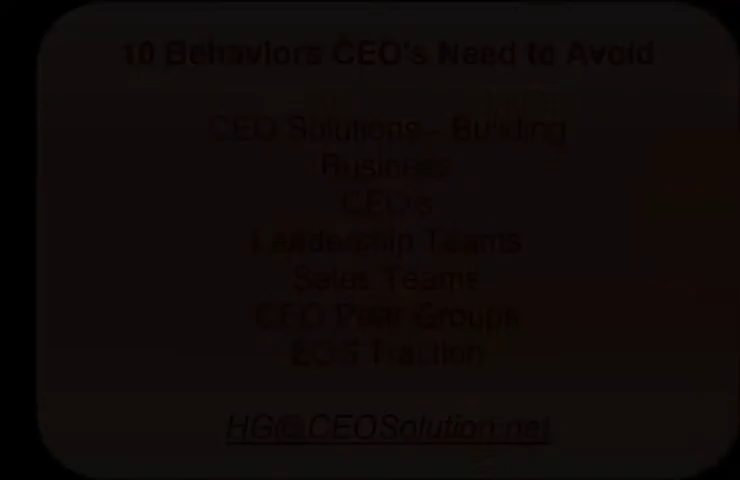 10 Behaviors CEO's Need to Avoid
CEO Solutions - Building
Business
CEO's
Leadership Teams
Sales Teams
CEO Peer Groups
EOS Traction
HG@CEOSolution.net